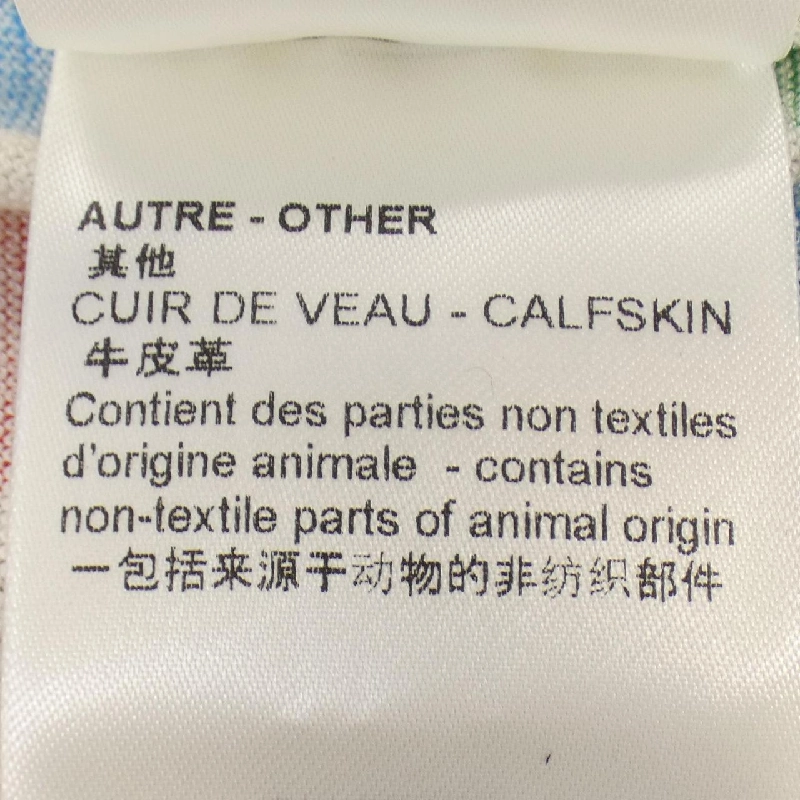 AUTRE - OTHER
其他
CUIR DE VEAU - CALFSKIN
牛皮革
Contient des parties non textiles
d'origine animale - contains
non-textile parts of animal origin
一包括来源于动物的非纺织部件